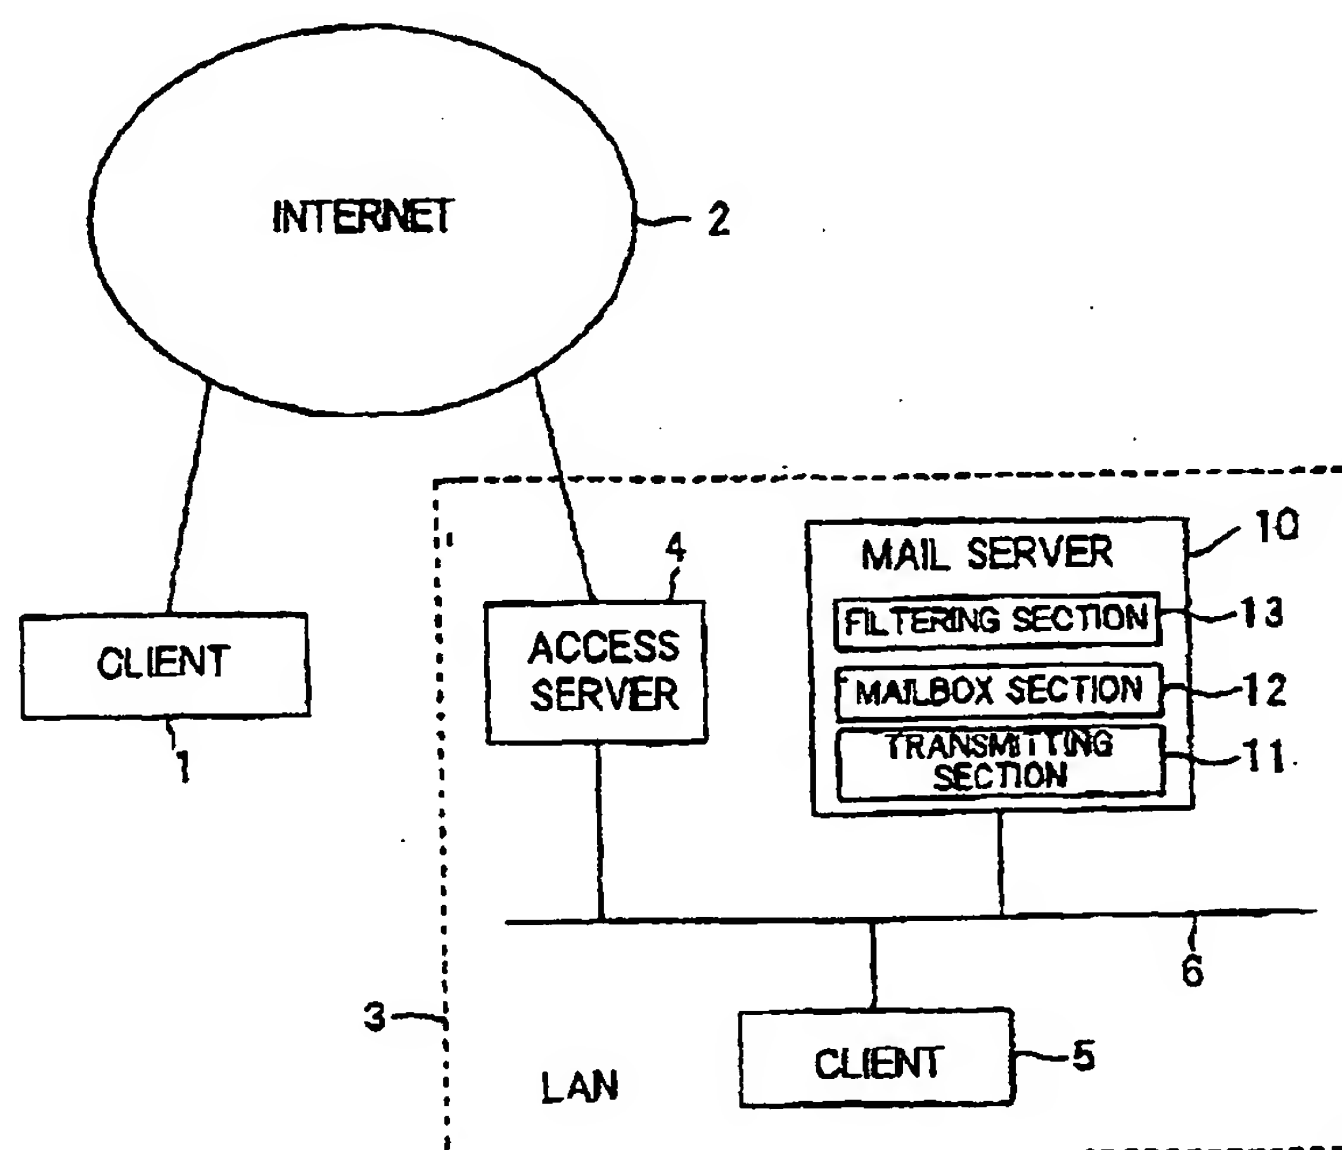 INTERNET
2
4
10
MAIL SERVER
FILTERING SECTION
13
CLIENT
ACCESS
SERVER
MAILBOX SECTION
12
TRANSMITTING
SECTION
11
1
6
3
CLIENT
5
LAN